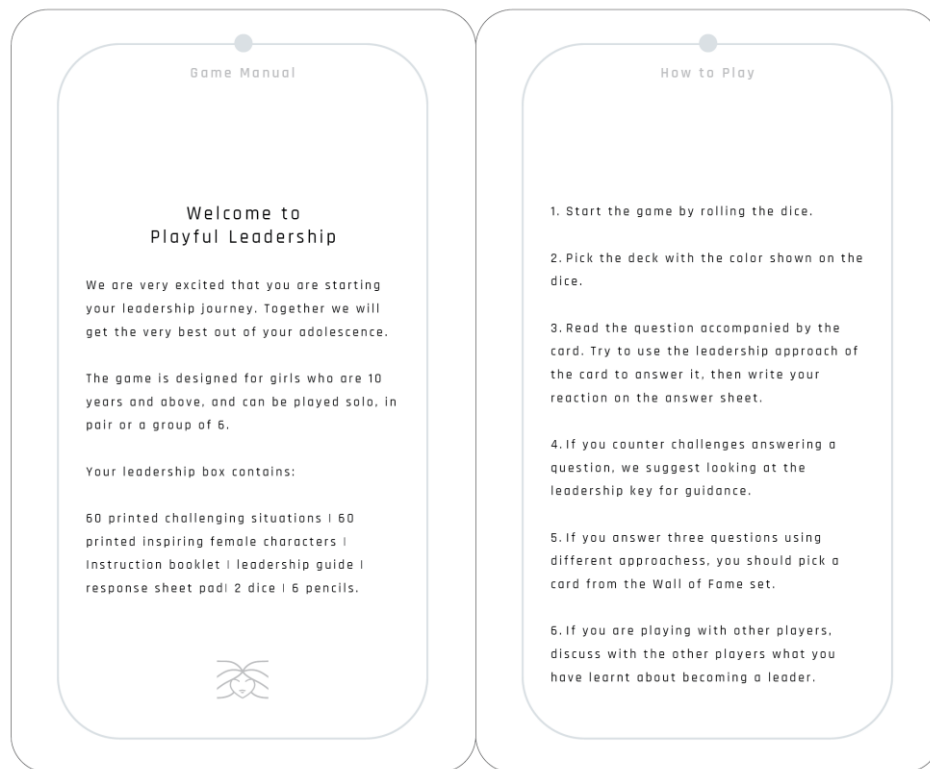 Game Manual
Welcome to
Playful Leadership
We are very excited that you are starting
your leadership journey. Together we will
get the very best out of your adolescence.
The game is designed for girls who are 10
years and above, and can be played solo, in
pair or a group of 6.
Your leadership box contains:
60 printed challenging situations | 60
printed inspiring female characters |
Instruction booklet | leadership guide |
response sheet pad| 2 dice | 6 pencils.
How to Play
1. Start the game by rolling the dice.
2. Pick the deck with the color shown on the
dice.
3. Read the question accompanied by the
card. Try to use the leadership approach of
the card to answer it, then write your
reaction on the answer sheet.
4. If you counter challenges answering a
question, we suggest looking at the
leadership key for guidance.
5. If you answer three questions using
different approachess, you should pick a
card from the Wall of Fame set.
6. If you are playing with other players,
discuss with the other players what you
have learnt about becoming a leader.